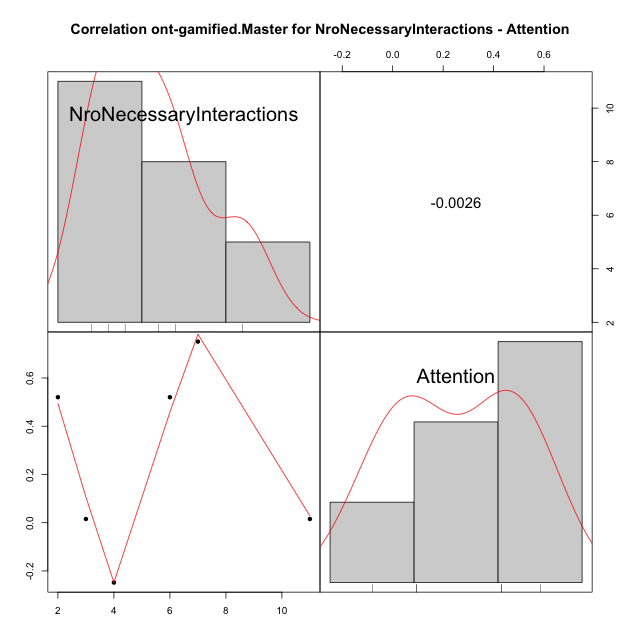 Correlation ont-gamified.Master for NroNecessaryInteractions - Attention
-0.2 0.0 0.2 0.4 0.6
NroNecessaryInteractions
10
8
6
4
2
-0.0026
0.6
0.4
0.2
0.0
-0.2
Attention
2 4 6 8 10